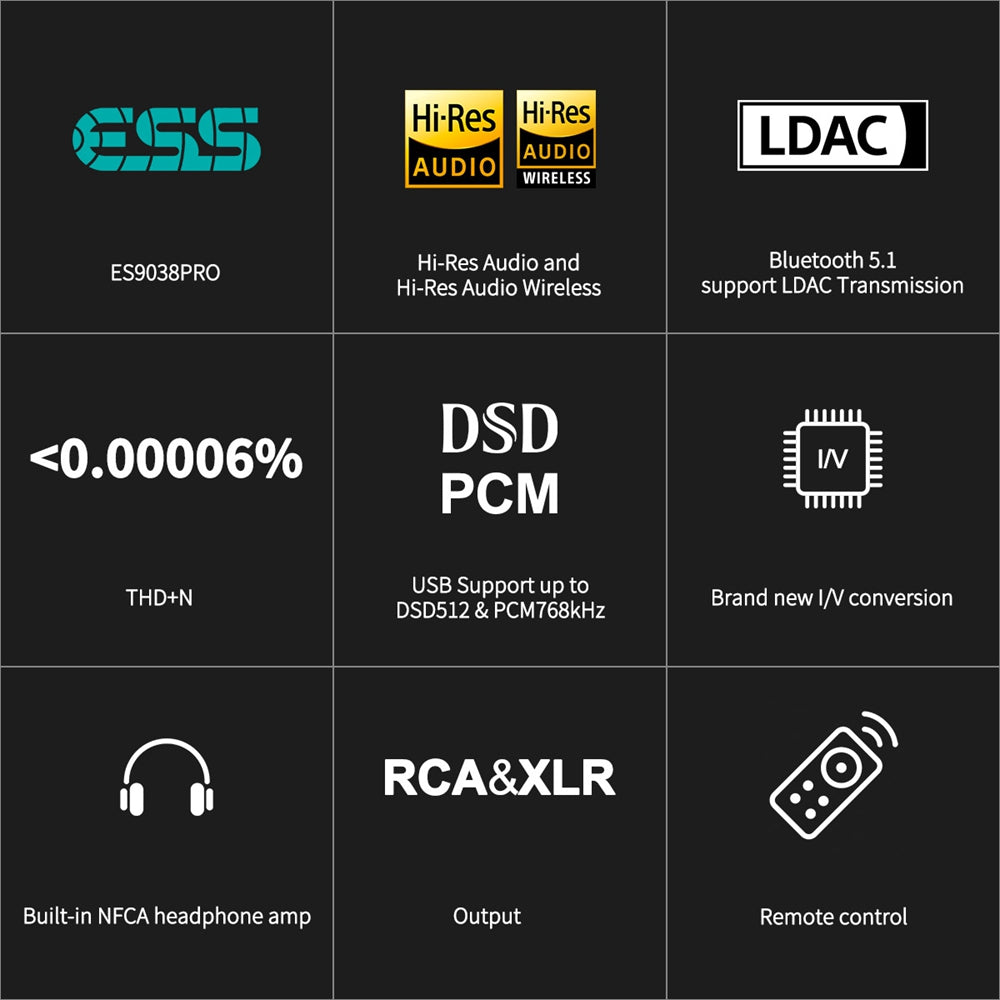 ESS
ES9038PRO
Hi-Res
AUDIO
Hi-Res
AUDIO
WIRELESS
Hi-Res Audio and
Hi-Res Audio Wireless
LDAC
Bluetooth 5.1
support LDAC Transmission
<0.00006%
THD+N
DSD
PCM
USB Support up to
DSD512 & PCM768kHz
I/V
Brand new I/V conversion
Built-in NFCA headphone amp
RCA&XLR
Output
Remote control